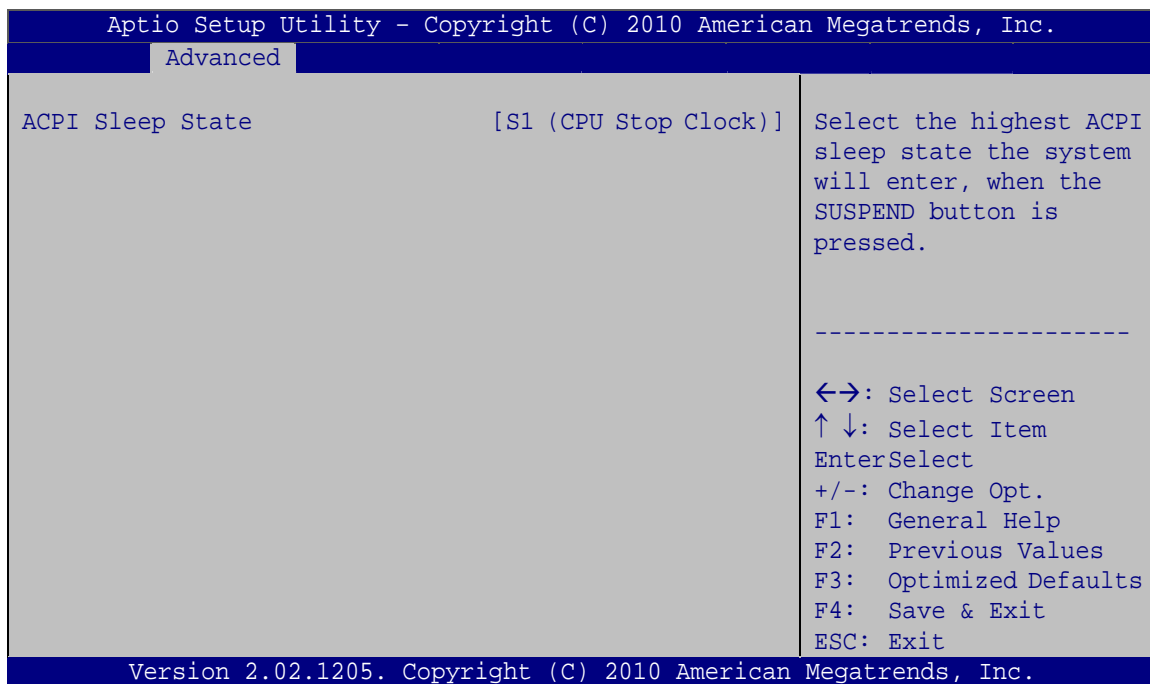 Aptio Setup Utility – Copyright (C) 2010 American Megatrends, Inc.
Advanced
ACPI Sleep State [S1 (CPU Stop Clock)]
Select the highest ACPI
sleep state the system
will enter, when the
SUSPEND button is
pressed.
----------------------
←→: Select Screen
↑ ↓: Select Item
EnterSelect
+/-: Change Opt.
F1: General Help
F2: Previous Values
F3: Optimized Defaults
F4: Save & Exit
ESC: Exit
Version 2.02.1205. Copyright (C) 2010 American Megatrends, Inc.